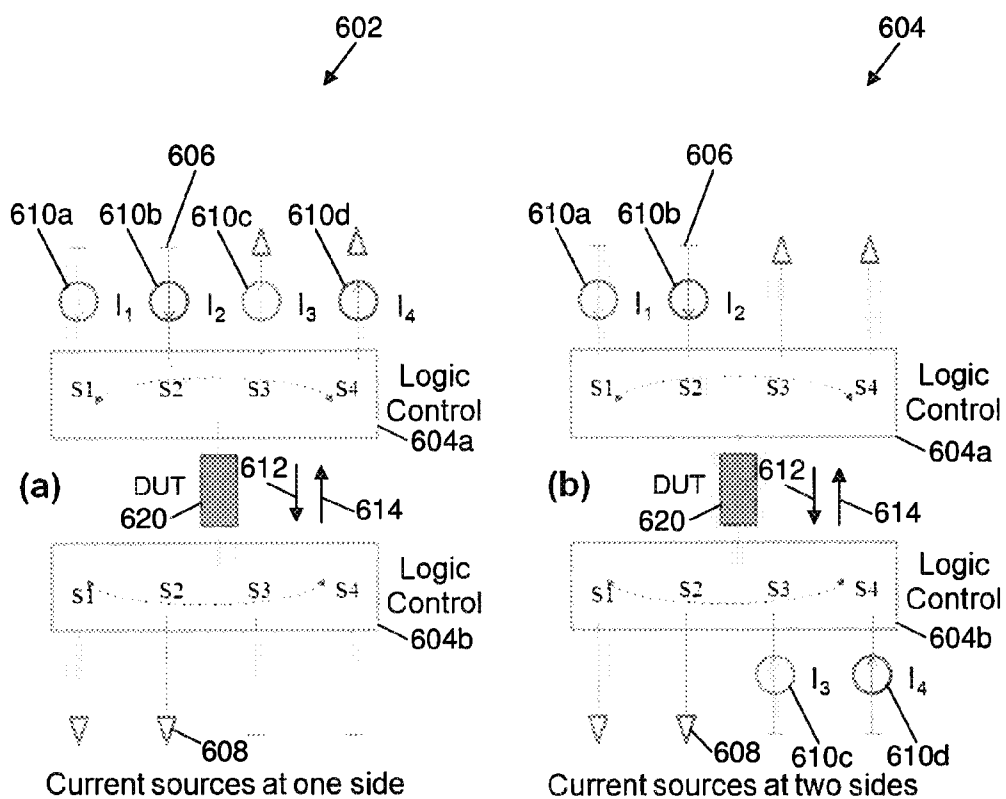 602
604
606
606
610a
610b
610c
610d
610a
610b
I1
I2
I3
I4
I1
I2
S1
S2
S3
S4
Logic
Control
604a
S1
S2
S3
S4
Logic
Control
604a
(a)
DUT
620
612
614
(b)
DUT
620
612
614
S1
S2
S3
S4
Logic
Control
604b
S1
S2
S3
S4
Logic
Control
604b
I3
I4
608
608
610c
610d
Current sources at one side
Current sources at two sides